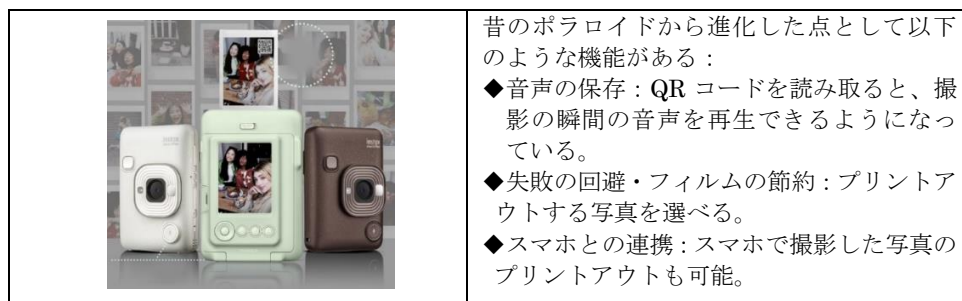 昔のポラロイドから進化した点として以下
のような機能がある：
◆音声の保存：QR コードを読み取ると、撮
影の瞬間の音声を再生できるようになっ
ている。
◆失敗の回避・フィルムの節約：プリントア
ウトする写真を選べる。
◆スマホとの連携：スマホで撮影した写真の
プリントアウトも可能。